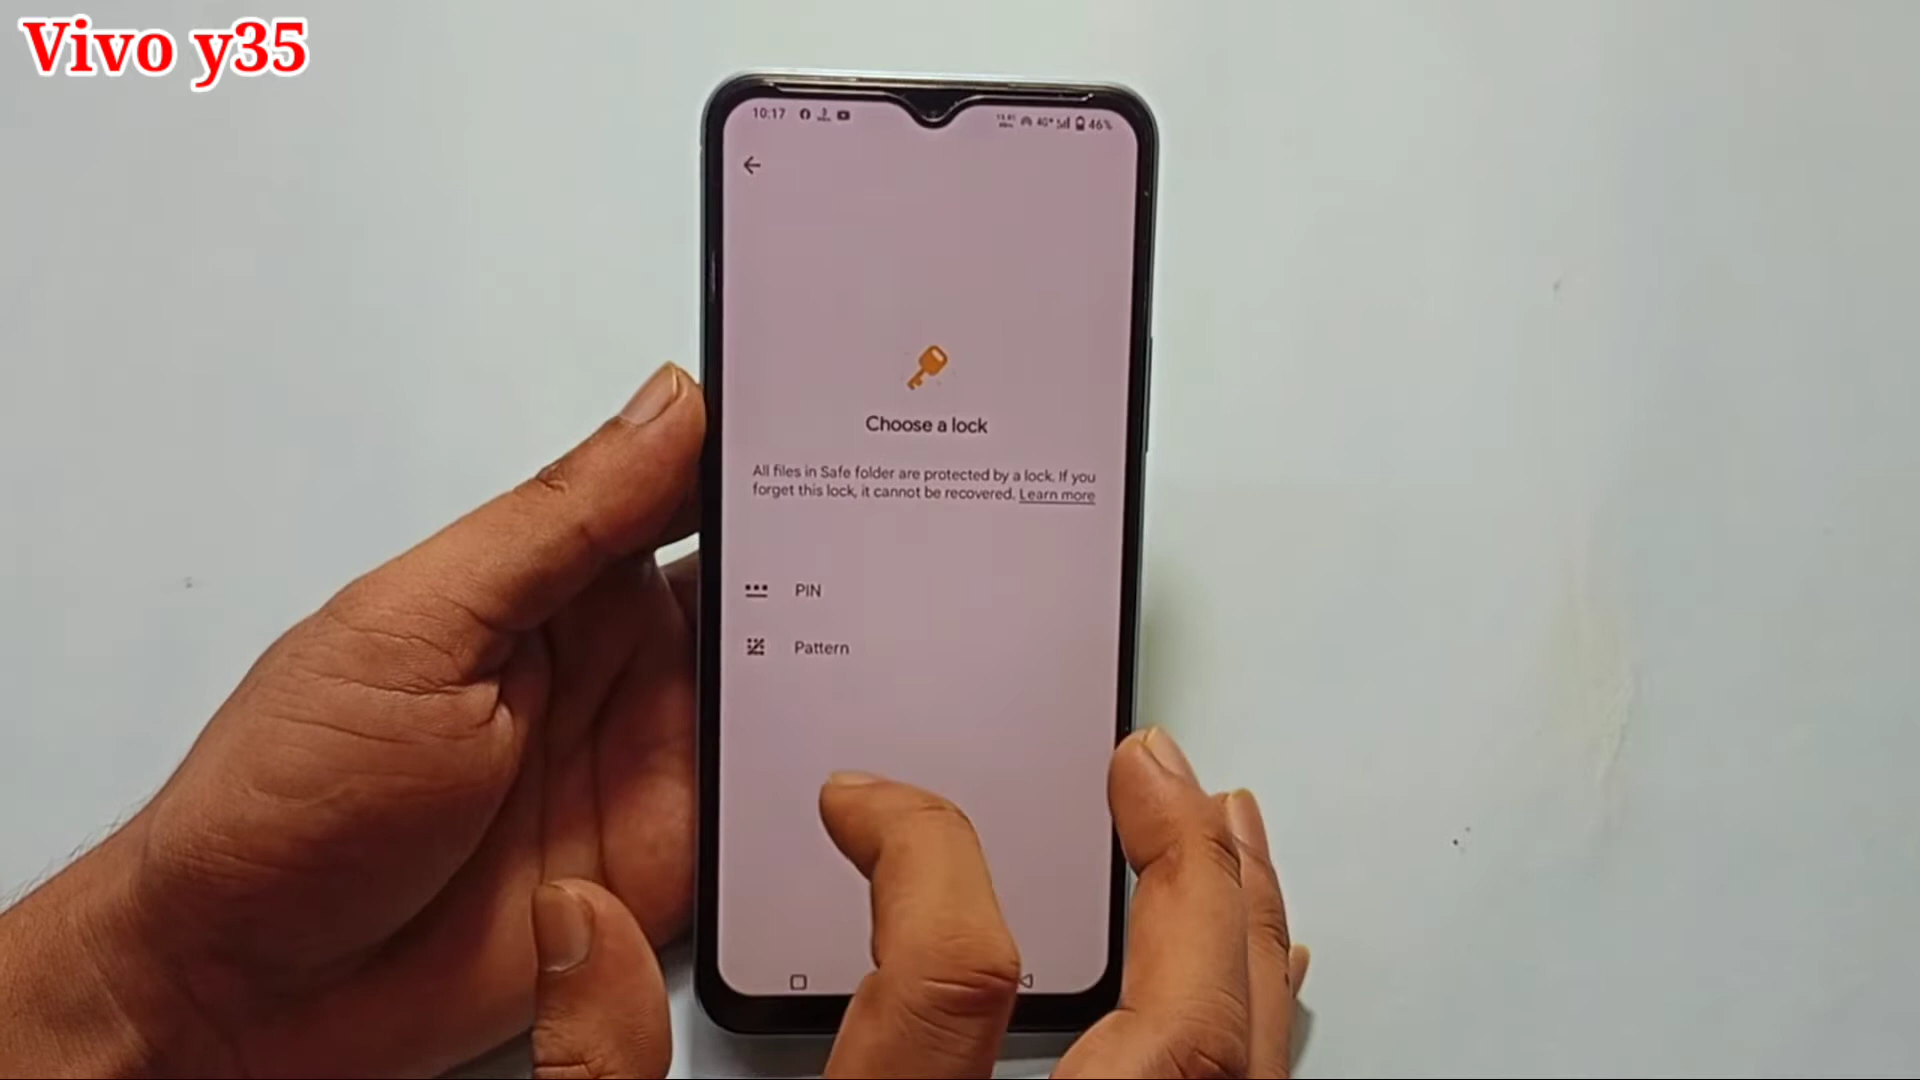 Vivo y35
10:17
46%
Choose a lock
All files in Safe folder are protected by a lock. If you
forget this lock, it cannot be recovered. Learn more
PIN
Pattern